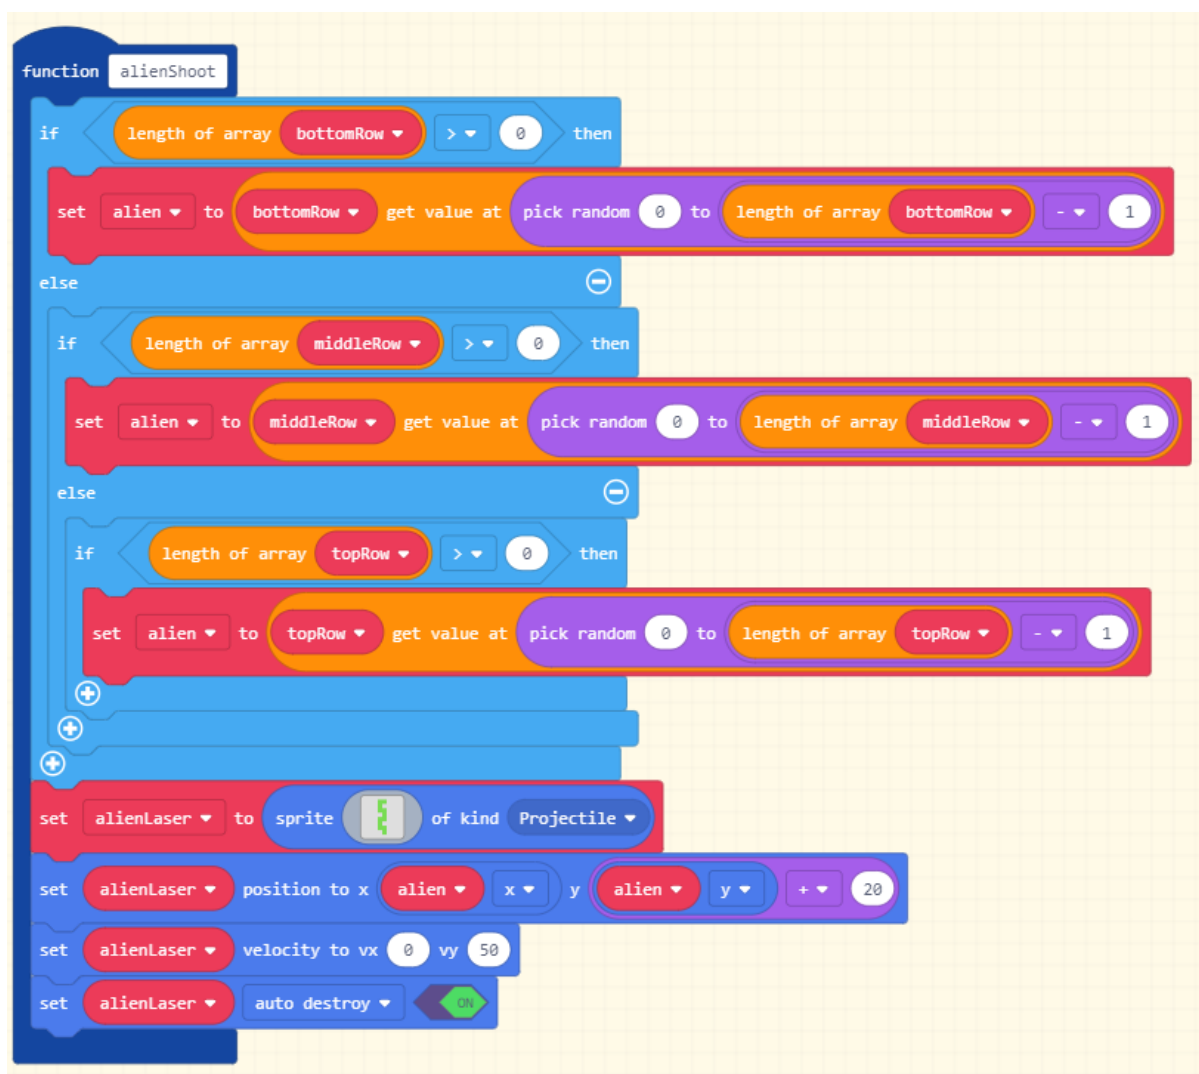 function alienShoot
if length of array bottomRow > 0 then
set alien to bottomRow get value at pick random 0 to length of array bottomRow - 1
else
if length of array middleRow > 0 then
set alien to middleRow get value at pick random 0 to length of array middleRow - 1
else
if length of array topRow > 0 then
set alien to topRow get value at pick random 0 to length of array topRow - 1
set alienLaser to sprite of kind Projectile
set alienLaser position to x alien x y alien y + 20
set alienLaser velocity to vx 0 vy 50
set alienLaser auto destroy ON